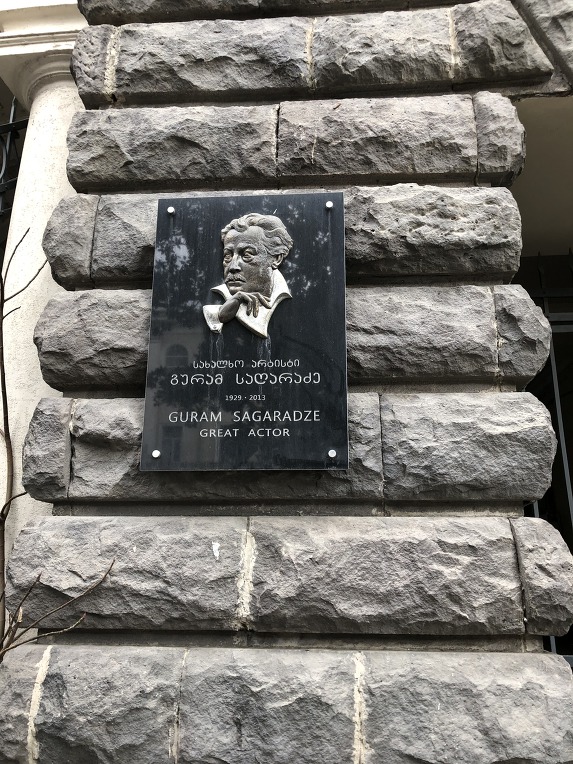 სახალხო არტისტი
გურამ საღარაძე
1929 - 2013
GURAM SAGARADZE
GREAT ACTOR